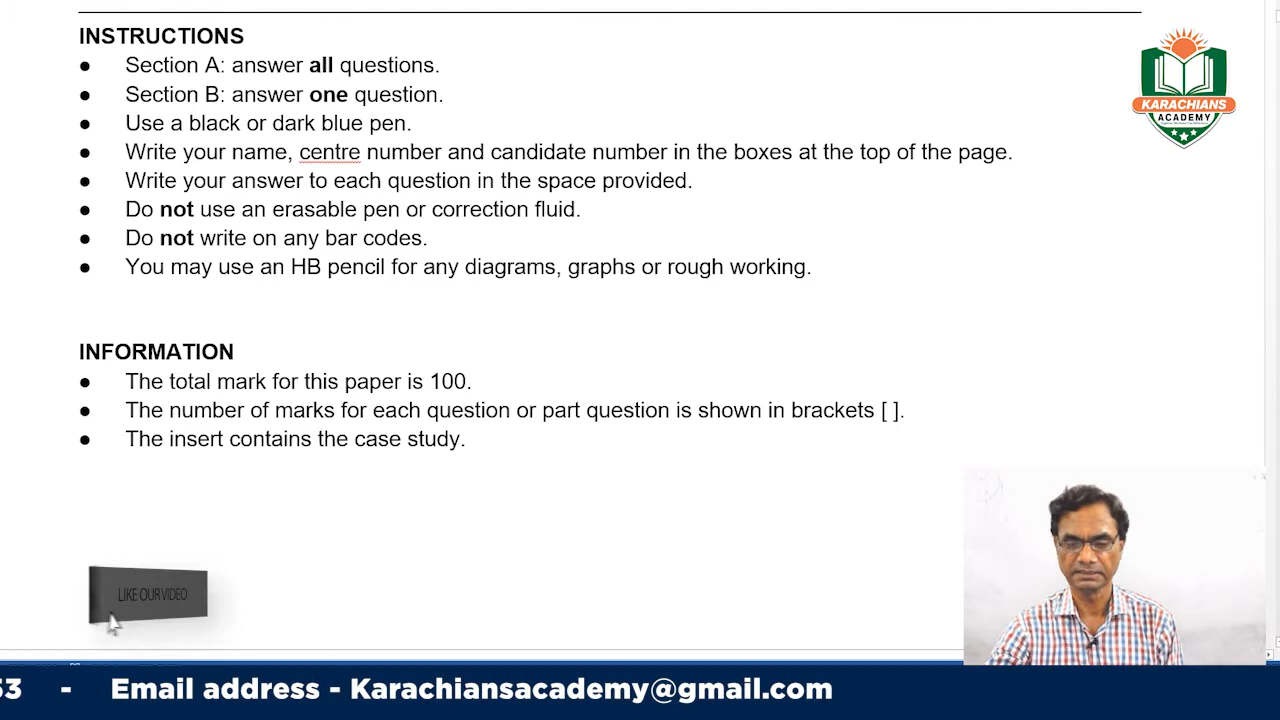 INSTRUCTIONS
● Section A: answer all questions.
● Section B: answer one question.
● Use a black or dark blue pen.
● Write your name, centre number and candidate number in the boxes at the top of the page.
● Write your answer to each question in the space provided.
● Do not use an erasable pen or correction fluid.
● Do not write on any bar codes.
● You may use an HB pencil for any diagrams, graphs or rough working.
INFORMATION
● The total mark for this paper is 100.
● The number of marks for each question or part question is shown in brackets [ ].
● The insert contains the case study.
KARACHIANS
ACADEMY
LIKE OUR VIDEO
53 - Email address - Karachiansacademy@gmail.com